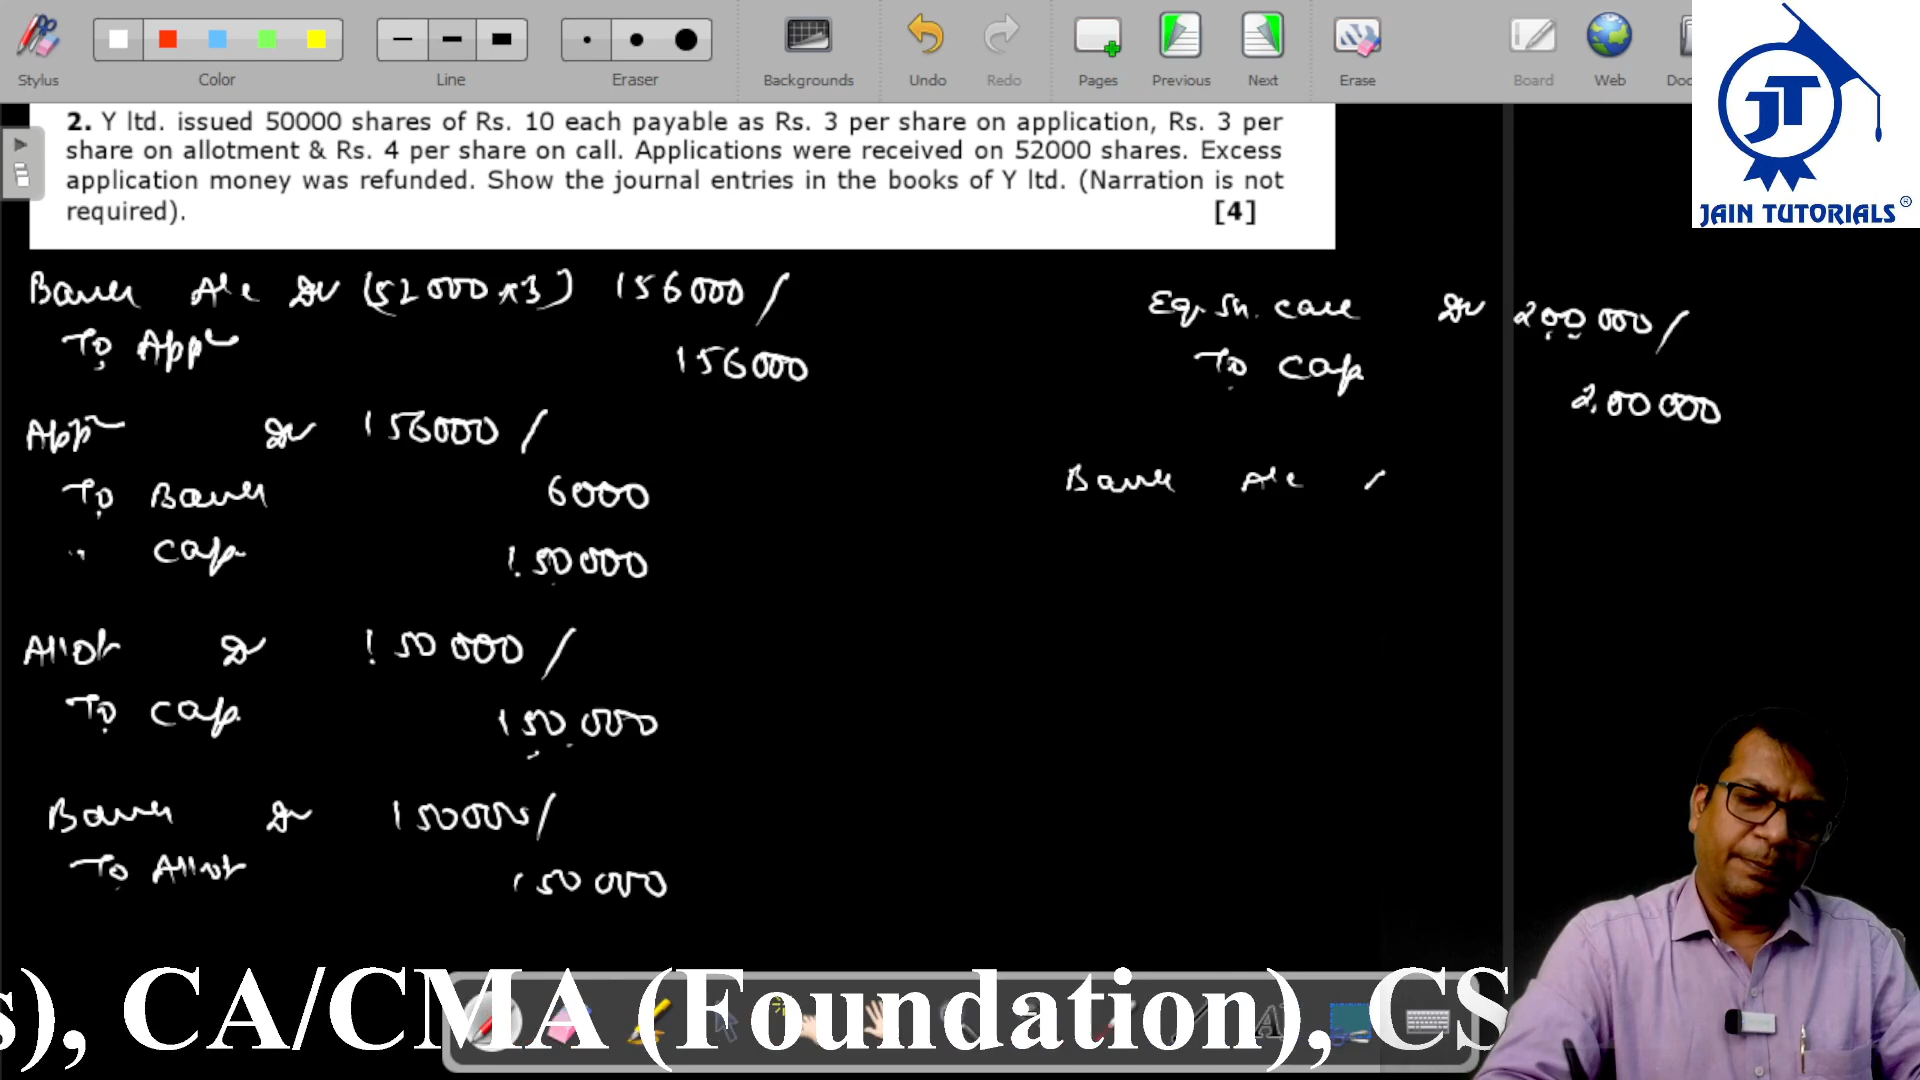 Stylus
Color
Line
Eraser
Backgrounds
Undo
Redo
Pages
Previous
Next
Erase
Board
Web
JT
JAIN TUTORIALS®
2. Y ltd. issued 50000 shares of Rs. 10 each payable as Rs. 3 per share on application, Rs. 3 per
share on allotment & Rs. 4 per share on call. Applications were received on 52000 shares. Excess
application money was refunded. Show the journal entries in the books of Y ltd. (Narration is not
required). [4]
Bank A/c Dr (52000 x 3) 156000 /
To Appn
156000
Appn Dr 156000 /
To Bank 6000
" Cap 150000
Allot Dr 150000 /
To Cap 150000
Bank Dr 150000 /
To Allot 150000
Eq. Sh. Call Dr 200000 /
To Cap
200000
Bank A/c
s), CA/CMA (Foundation), CS